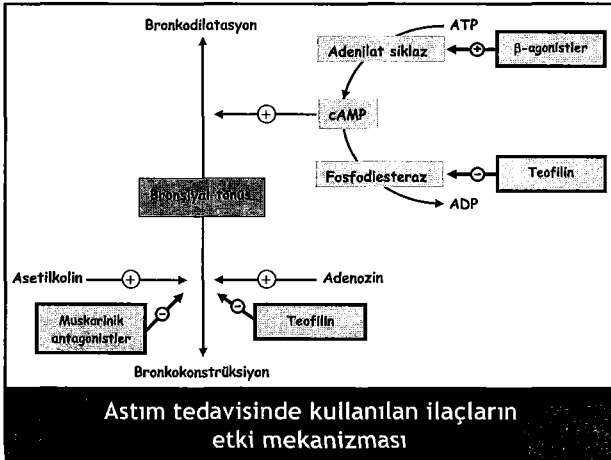 Bronkodilatasyon
ATP
Adenilat siklaz
+
β-agonistler
+
cAMP
Fosfodiesteraz
-
Teofilin
ADP
Bronşiyal tonus
Asetilkolin
+
+
Adenozin
Muskarinik
antagonistler
-
-
Teofilin
Bronkokonstrüksiyon
Astım tedavisinde kullanılan ilaçların
etki mekanizması